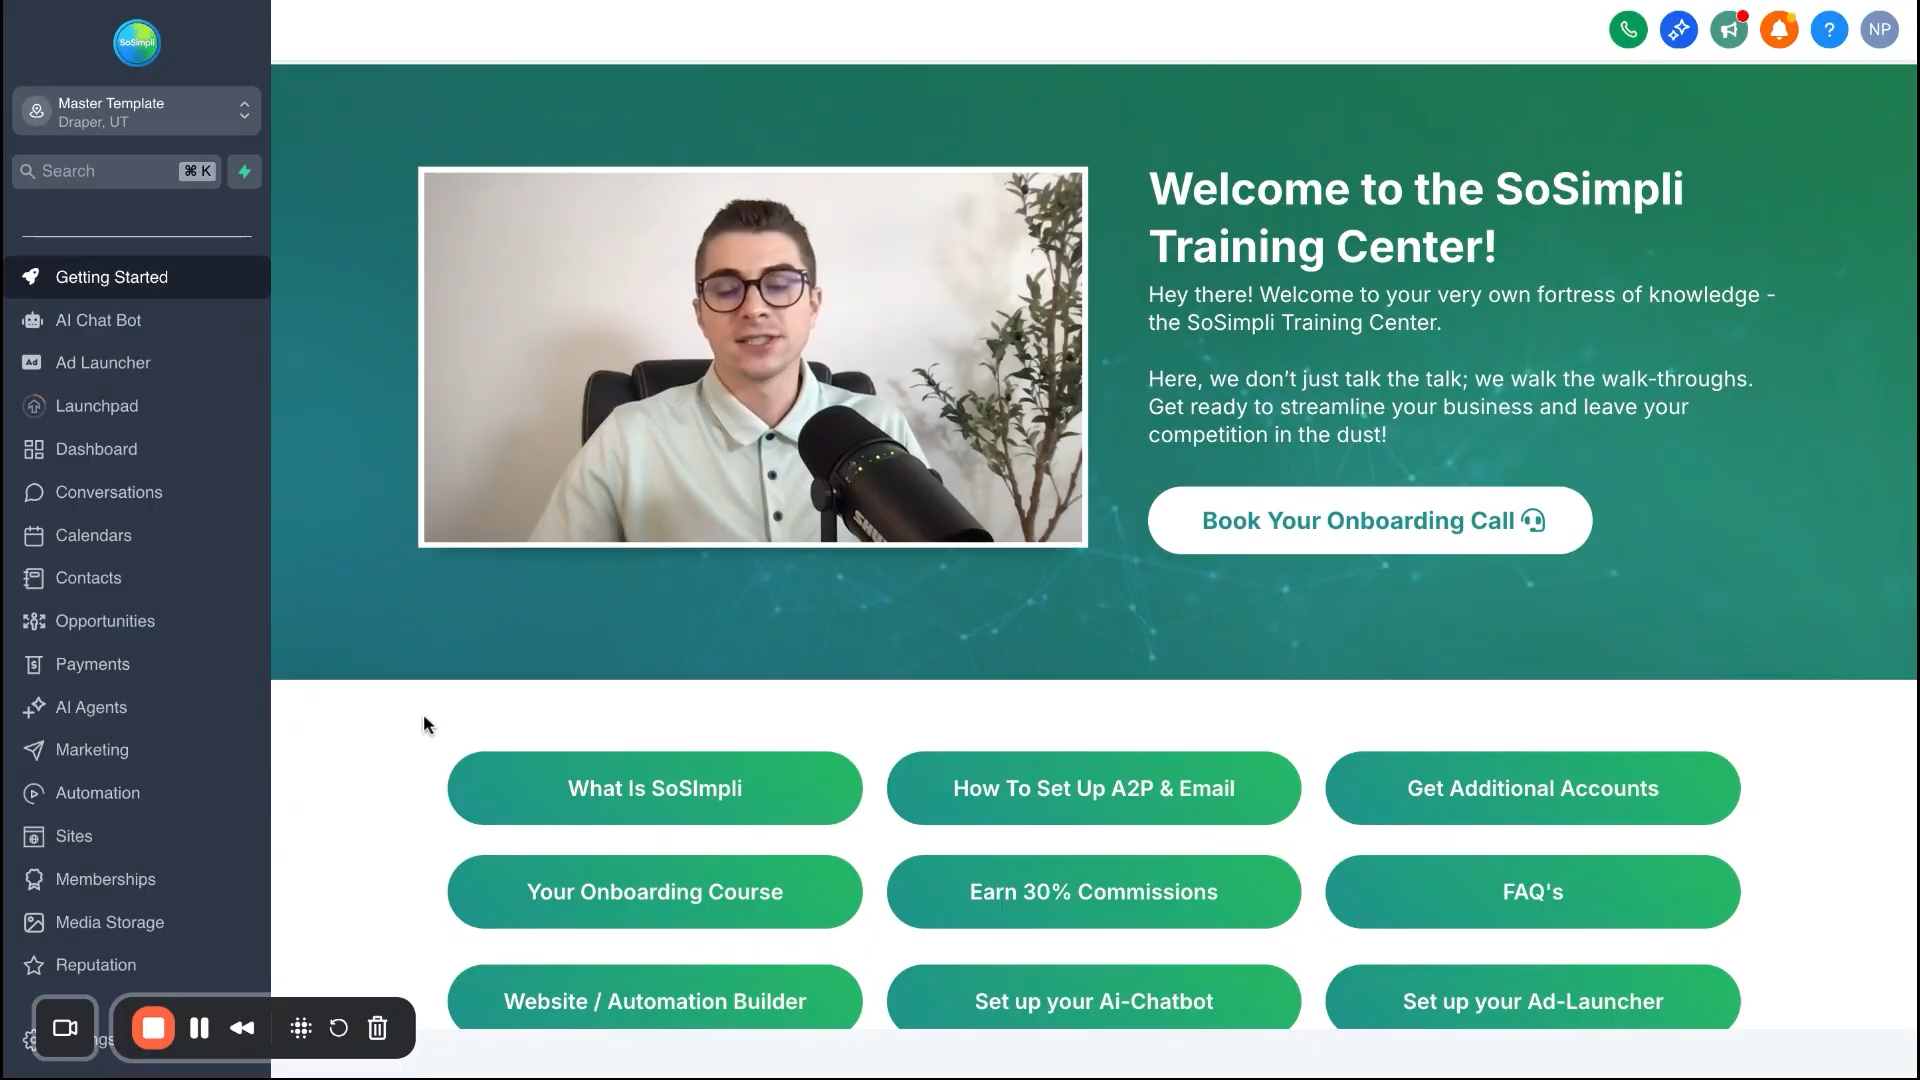 SoSimpli
Master Template
Draper, UT
Search
⌘ K
Getting Started
AI Chat Bot
Ad
Ad Launcher
Launchpad
Dashboard
Conversations
Calendars
Contacts
Opportunities
Payments
AI Agents
Marketing
Automation
Sites
Memberships
Media Storage
Reputation
?
NP
Welcome to the SoSimpli
Training Center!
Hey there! Welcome to your very own fortress of knowledge -
the SoSimpli Training Center.
Here, we don’t just talk the talk; we walk the walk-throughs.
Get ready to streamline your business and leave your
competition in the dust!
Book Your Onboarding Call
What Is SoSImpli
How To Set Up A2P & Email
Get Additional Accounts
Your Onboarding Course
Earn 30% Commissions
FAQ's
Website / Automation Builder
Set up your Ai-Chatbot
Set up your Ad-Launcher